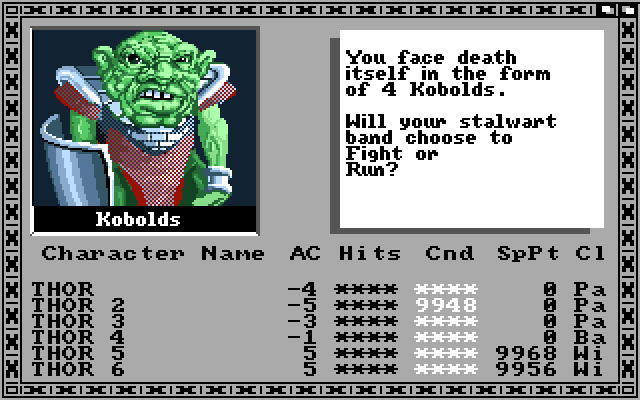 You face death
itself in the form
of 4 Kobolds.
Will your stalwart
band choose to
Fight or
Run?
Kobolds
Character Name AC Hits Cnd SpPt Cl
THOR -4 **** **** 0 Pa
THOR 2 -5 **** 9948 0 Pa
THOR 3 -3 **** **** 0 Pa
THOR 4 -1 **** **** 0 Ba
THOR 5 5 **** **** 9968 Wi
THOR 6 5 **** **** 9956 Wi